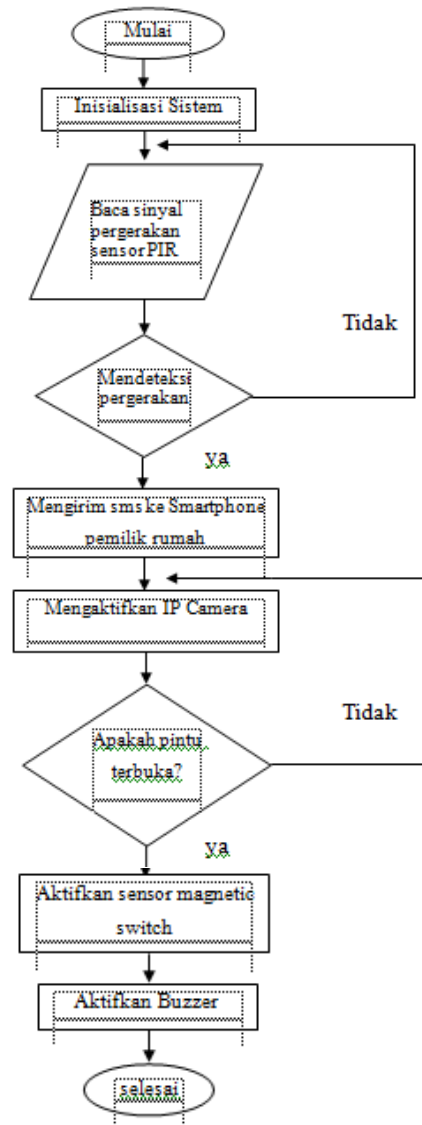 Mulai
Inisialisasi Sistem
Baca sinyal
pergerakan
sensor PIR
Tidak
Mendeteksi
pergerakan
ya
Mengirim sms ke Smartphone
pemilik rumah
Mengaktifkan IP Camera
Tidak
Apakah pintu
terbuka?
ya
Aktifkan sensor magnetic
switch
Aktifkan Buzzer
selesai